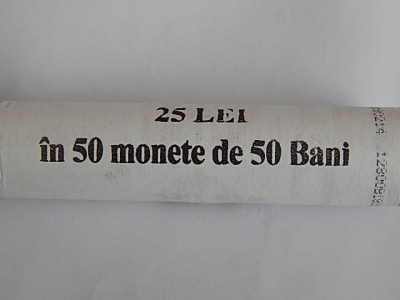 25 LEI
în 50 monete de 50 Bani